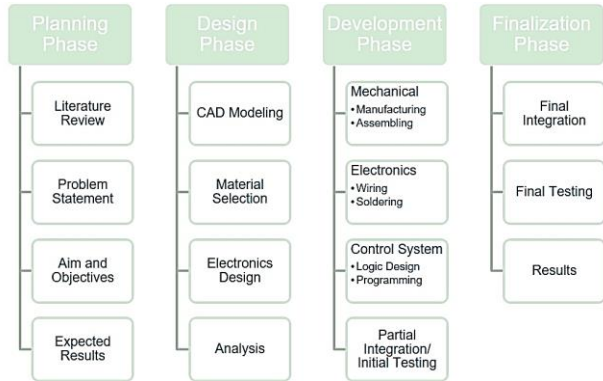 Planning
Phase
Literature
Review
Problem
Statement
Aim and
Objectives
Expected
Results
Design
Phase
CAD Modeling
Material
Selection
Electronics
Design
Analysis
Development
Phase
Mechanical
• Manufacturing
• Assembling
Electronics
• Wiring
• Soldering
Control System
• Logic Design
• Programming
Partial
Integration/
Initial Testing
Finalization
Phase
Final
Integration
Final Testing
Results